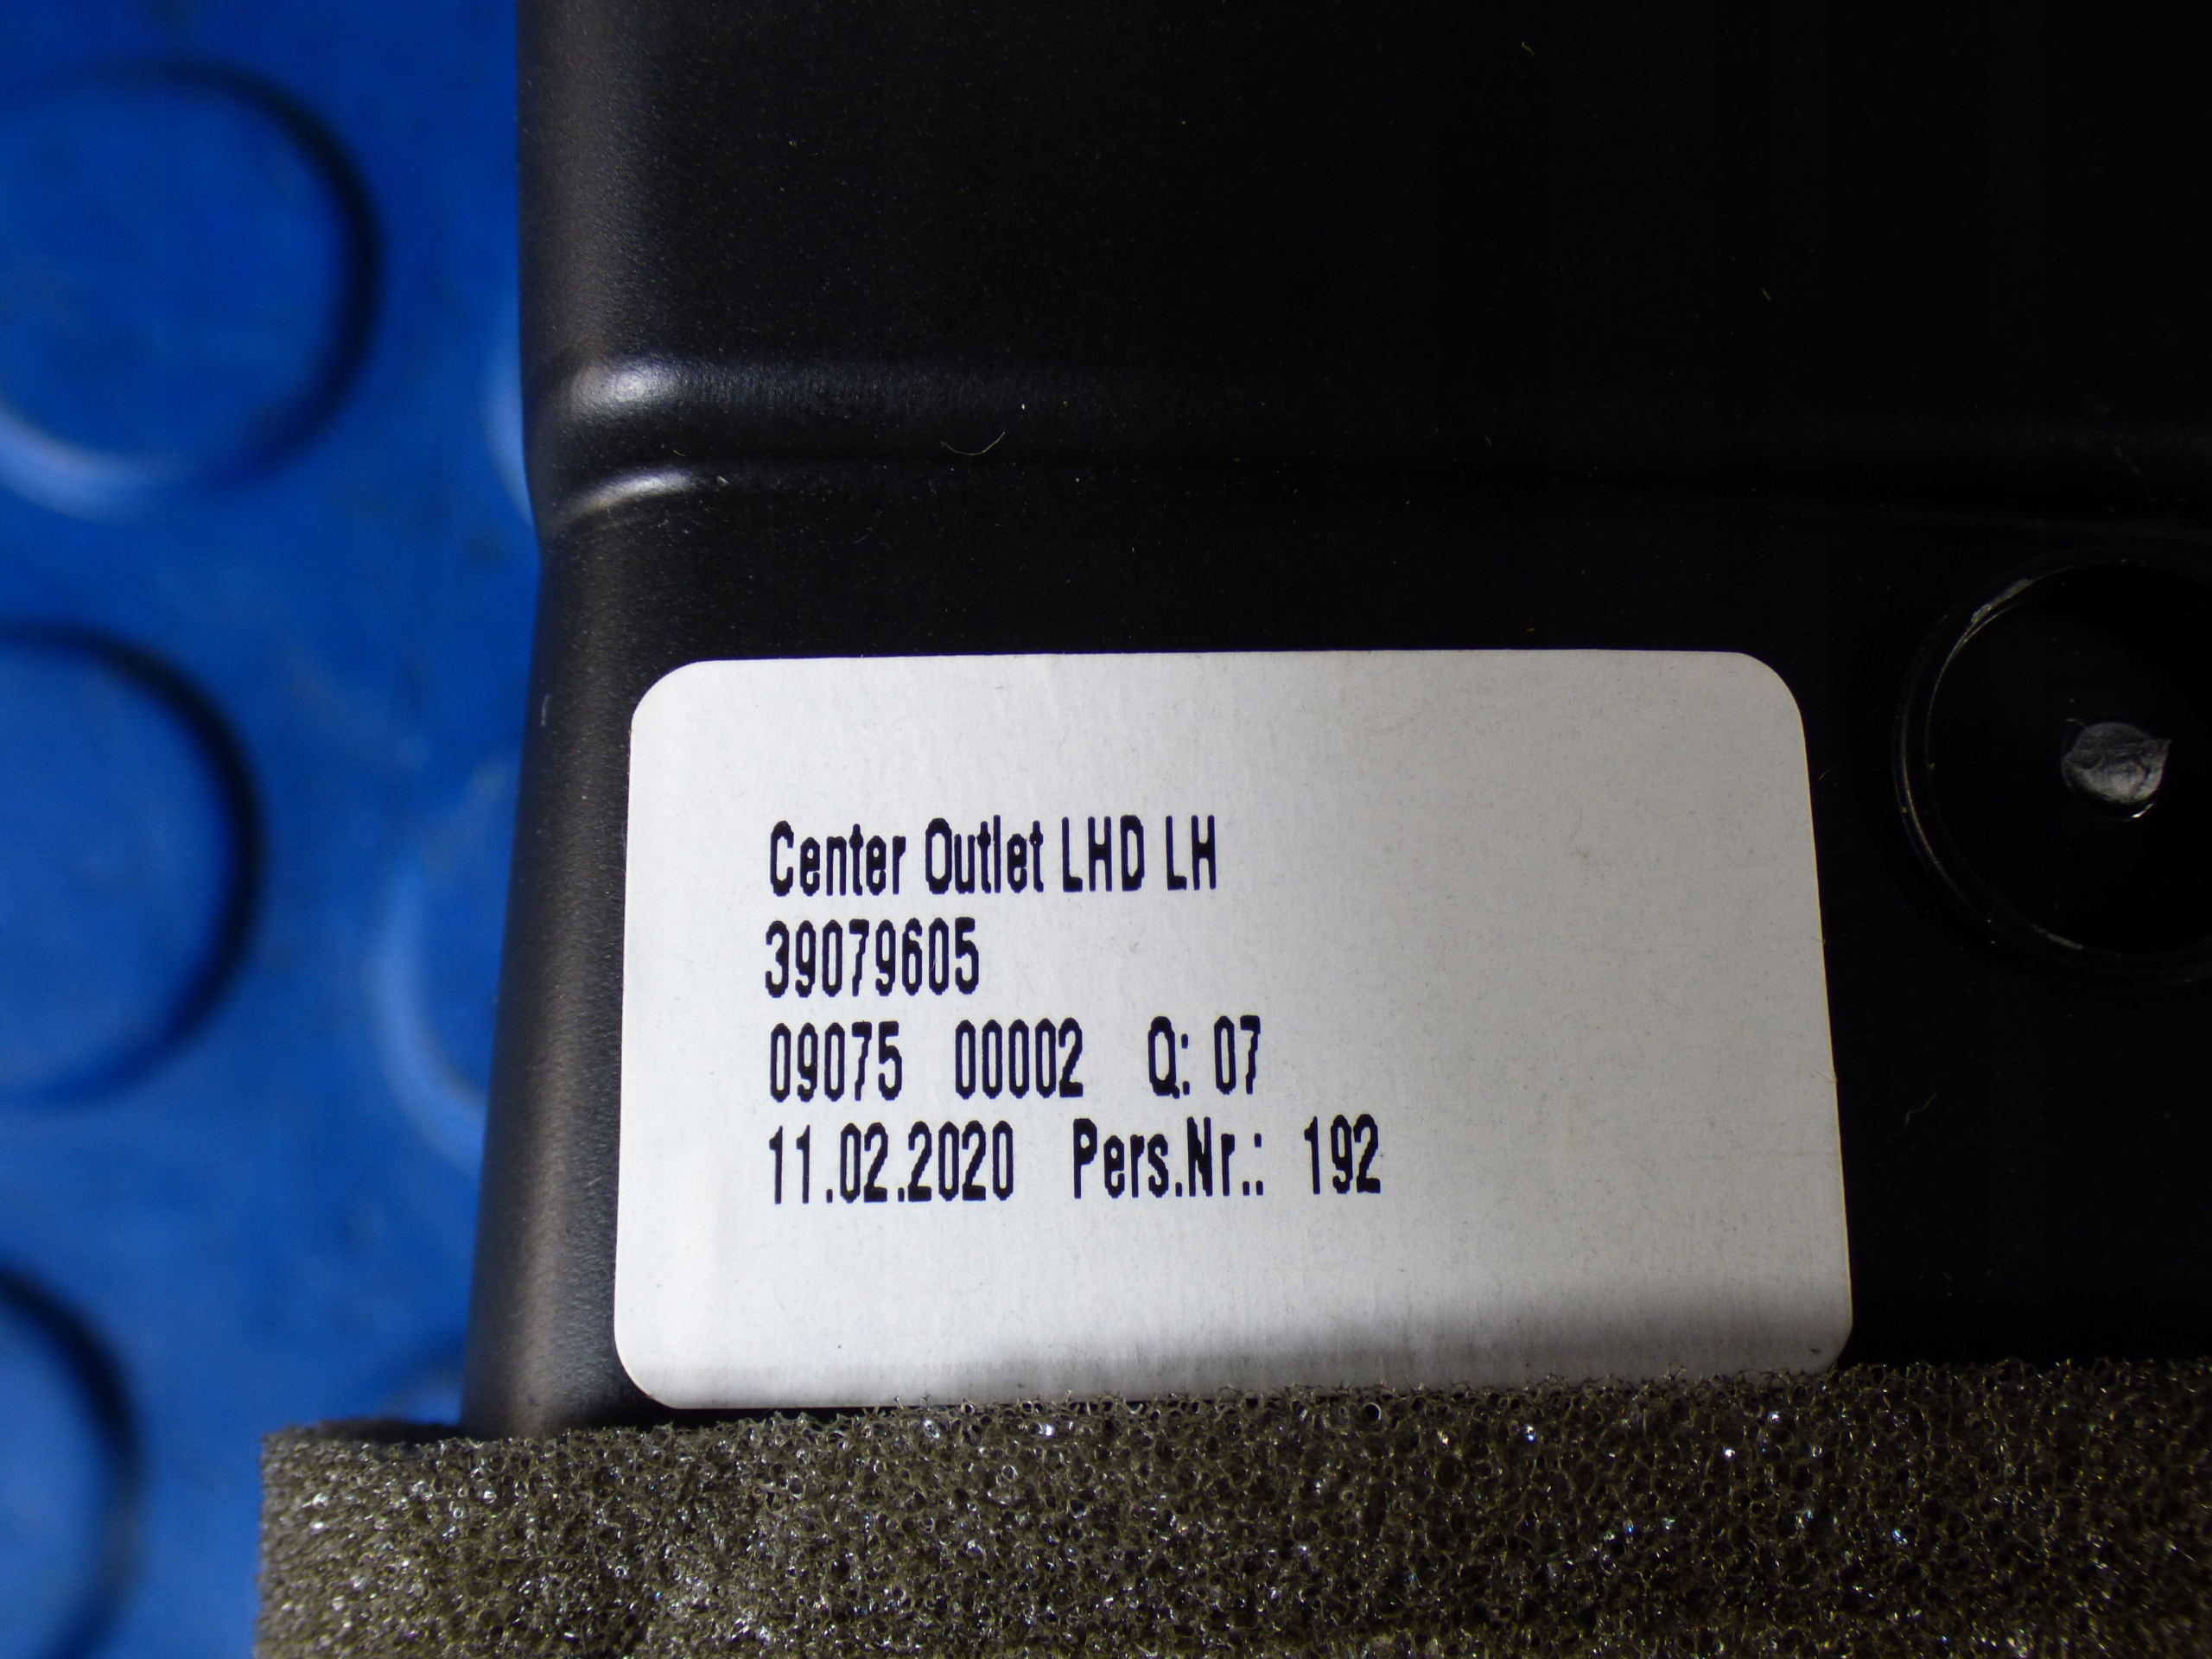 Center Outlet LHD LH
39079605
09075 00002 Q: 07
11.02.2020 Pers.Nr.: 192